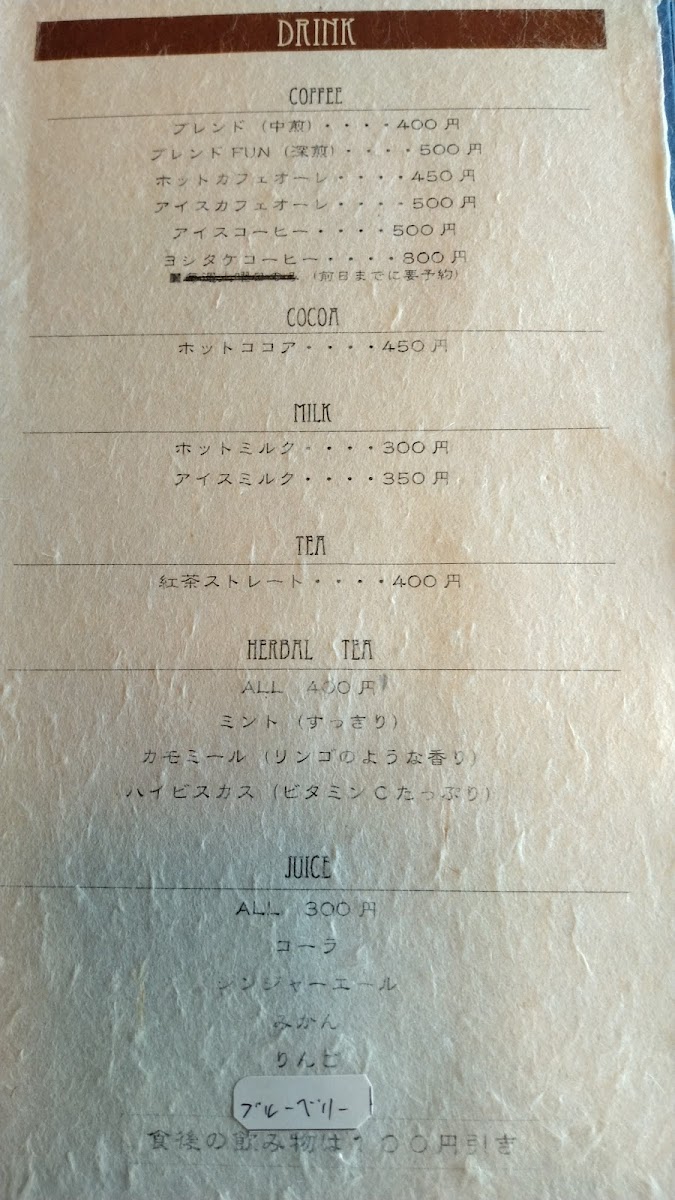 DRINK
COFFEE
ブレンド（中煎）・・・・400円
ブレンドFUN（深煎）・・・・500円
ホットカフェオーレ・・・・450円
アイスカフェオーレ・・・・500円
アイスコーヒー・・・・500円
ヨシタケコーヒー・・・・800円
（前日までに要予約）
COCOA
ホットココア・・・・450円
MILK
ホットミルク・・・・300円
アイスミルク・・・・350円
TEA
紅茶ストレート・・・・400円
HERBAL TEA
ALL 400円
ミント（すっきり）
カモミール（リンゴのような香り）
ハイビスカス（ビタミンCたっぷり）
JUICE
ALL 300円
コーラ
ジンジャーエール
みかん
りんご
ブルーベリー
食後の飲み物は100円引き